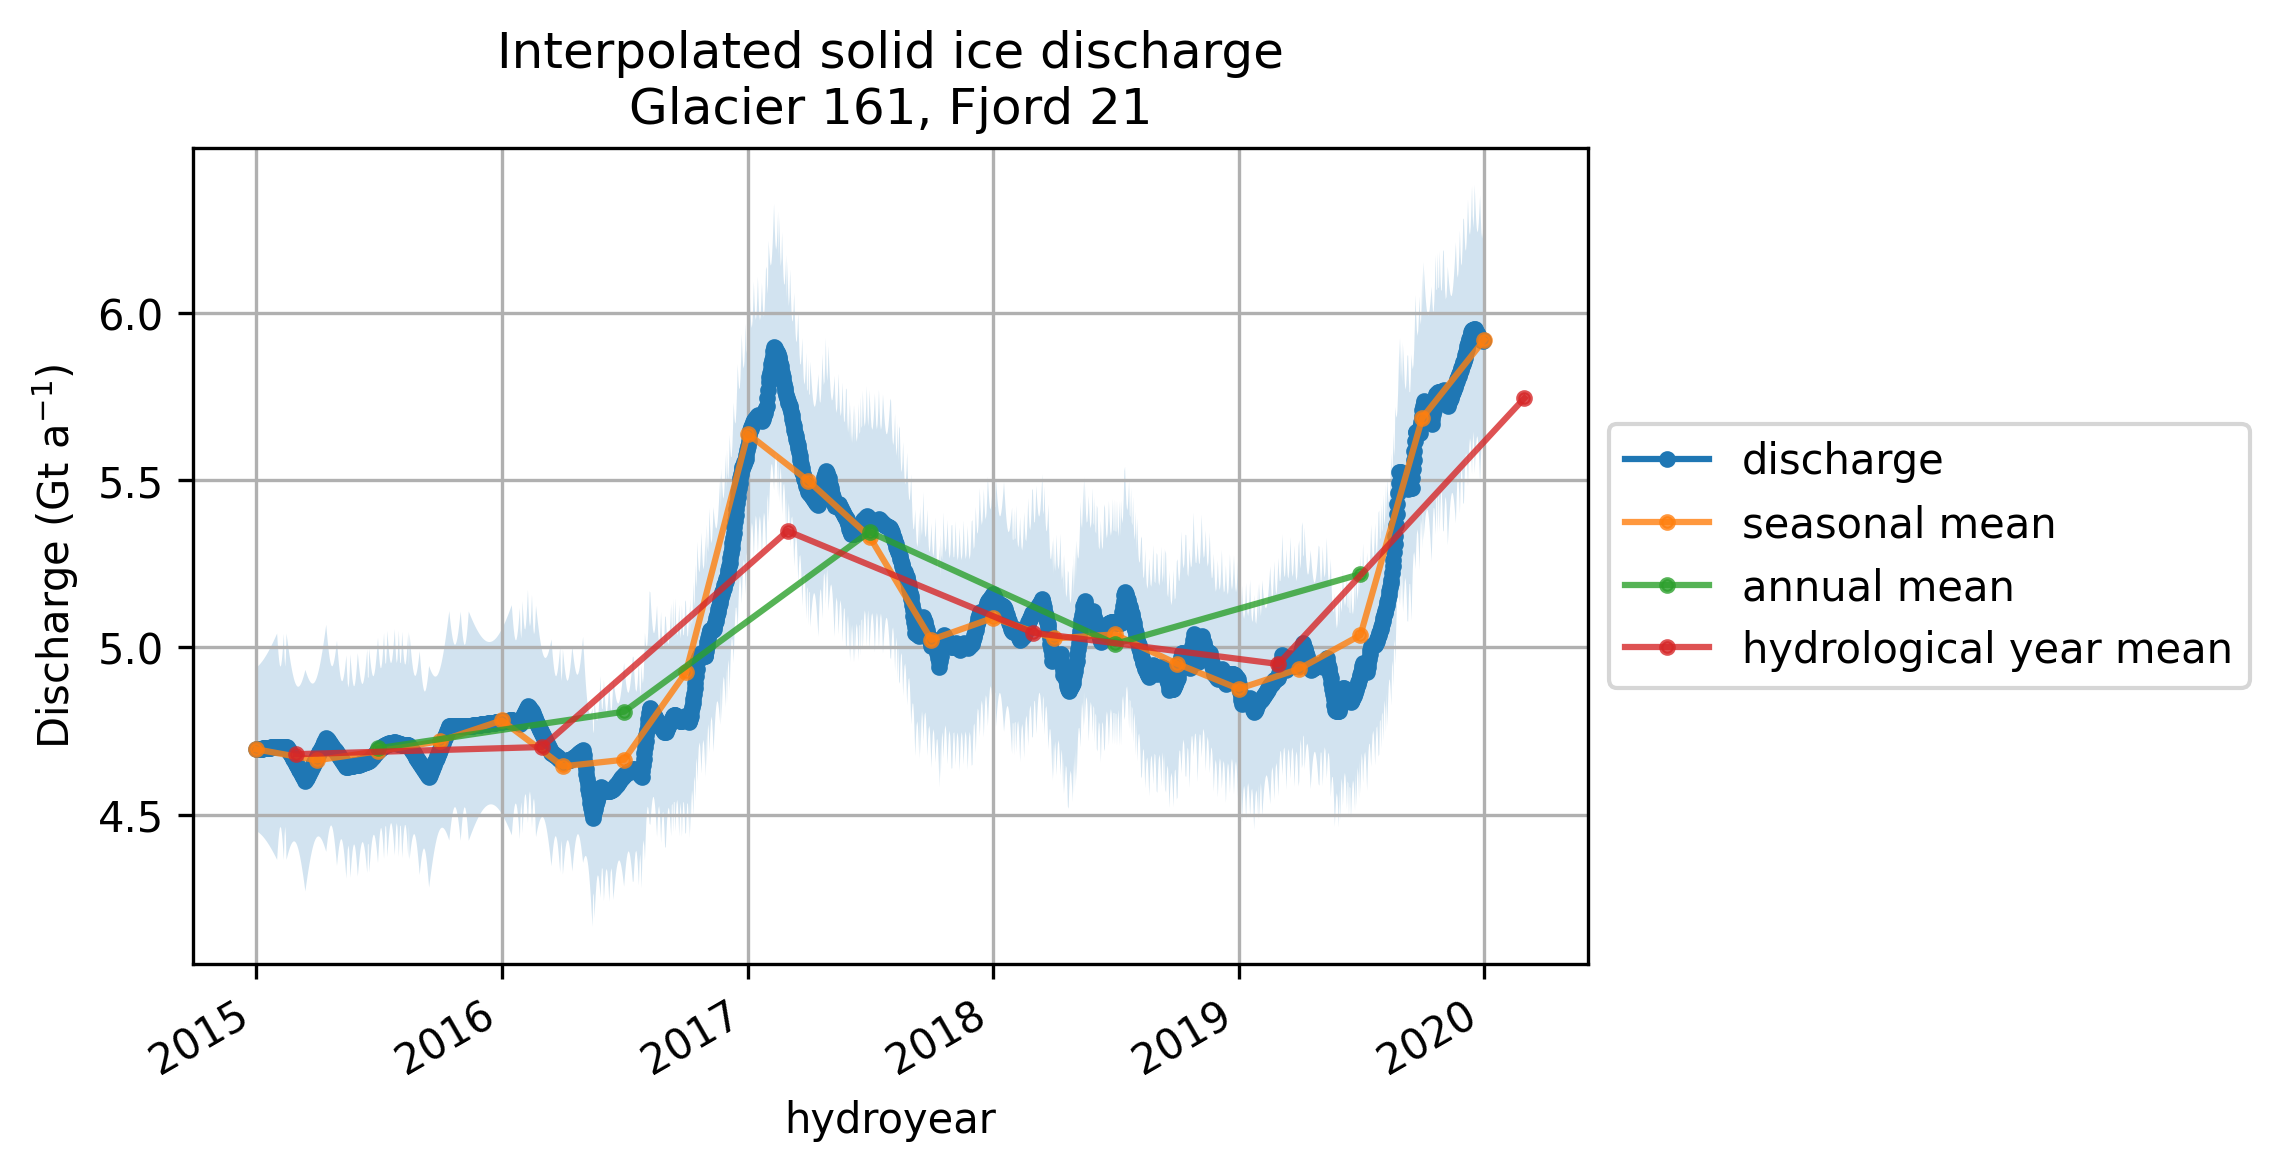 Interpolated solid ice discharge
Glacier 161, Fjord 21
Discharge (Gt a⁻¹)
6.0
5.5
5.0
4.5
2015
2016
2017
2018
2019
2020
hydroyear
discharge
seasonal mean
annual mean
hydrological year mean